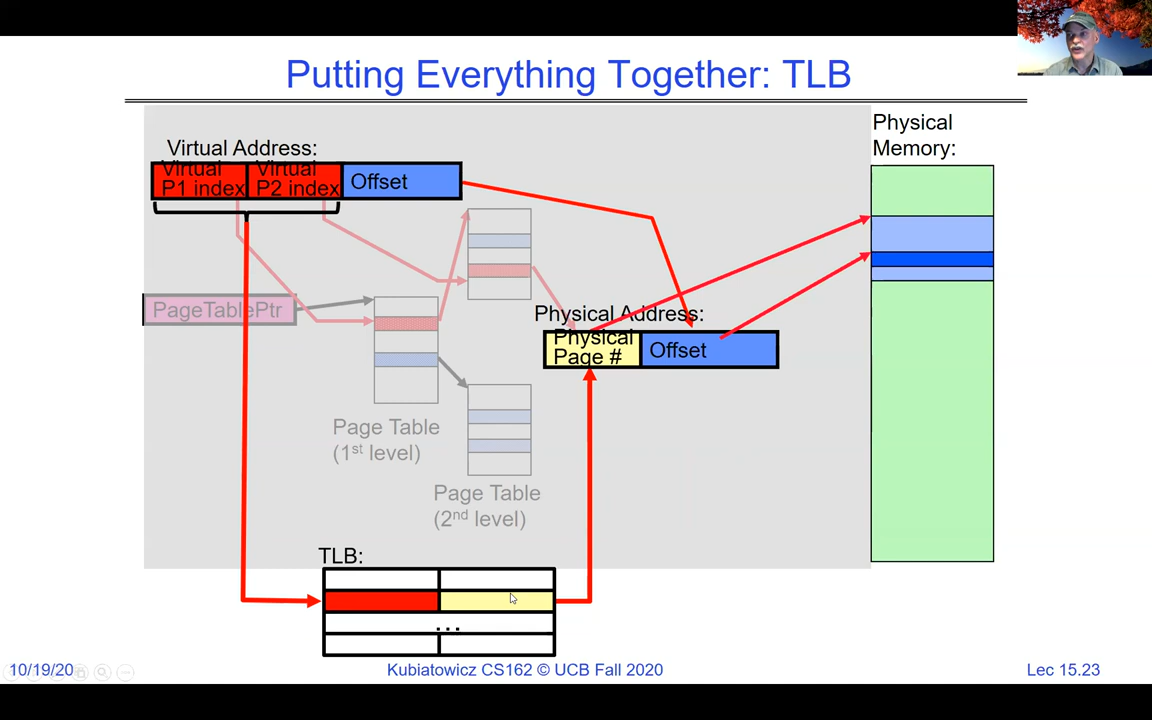 Putting Everything Together: TLB
Physical
Memory:
Virtual Address:
Virtual
P1 index
Virtual
P2 index
Offset
PageTablePtr
Physical Address:
Physical
Page #
Offset
Page Table
(1st level)
Page Table
(2nd level)
TLB:
...
10/19/20
Kubiatowicz CS162 © UCB Fall 2020
Lec 15.23